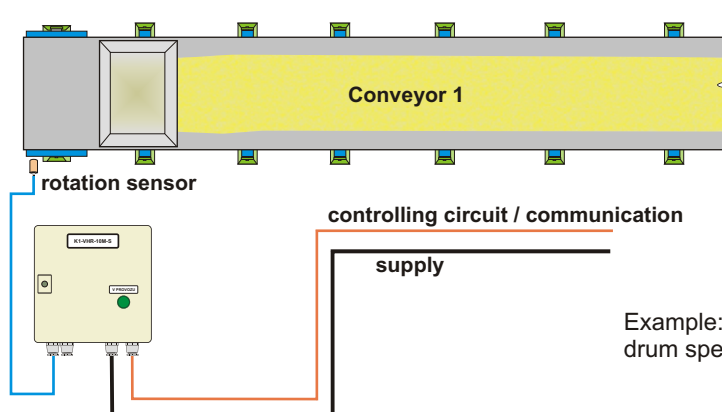 Conveyor 1
rotation sensor
controlling circuit / communication
K1-VHR-10M-S
supply
V PROVOZU
Example:
drum spe